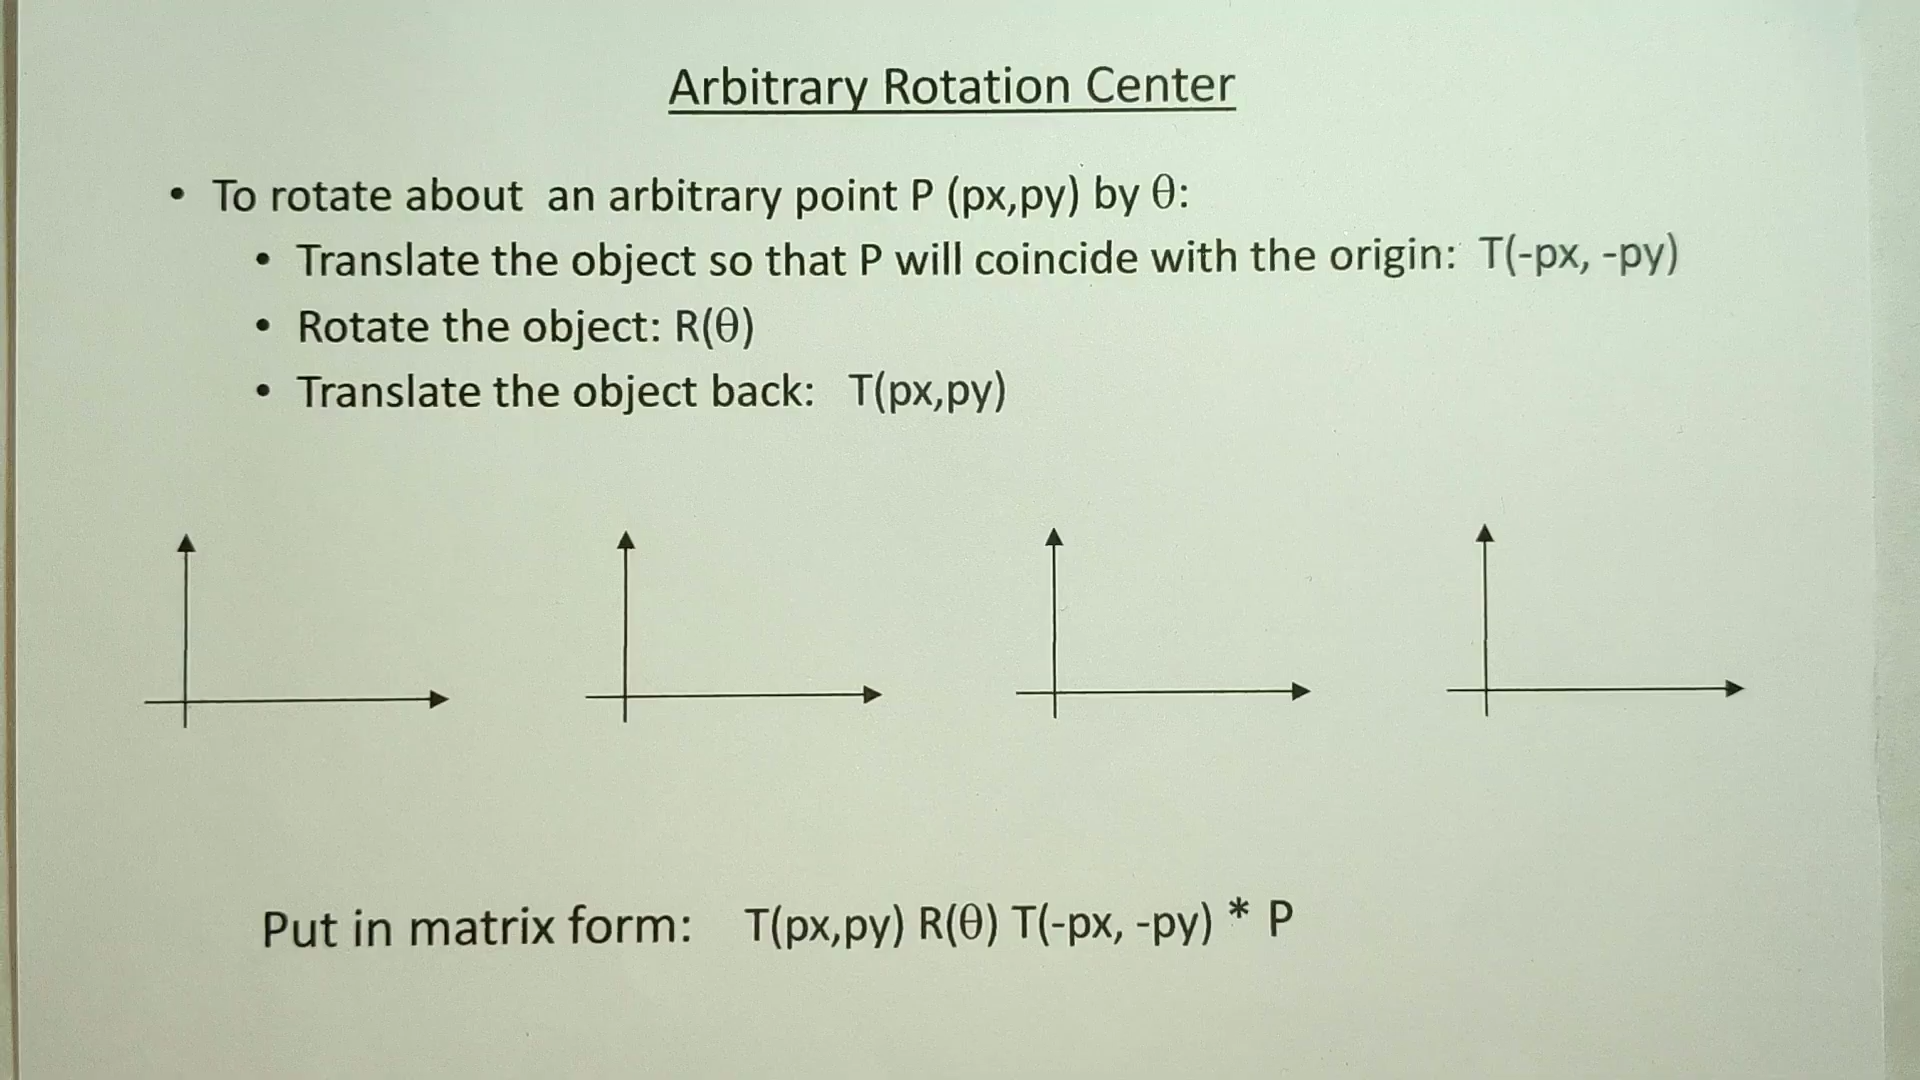 Arbitrary Rotation Center
• To rotate about an arbitrary point P (px,py) by θ:
• Translate the object so that P will coincide with the origin: T(-px, -py)
• Rotate the object: R(θ)
• Translate the object back: T(px,py)
Put in matrix form: T(px,py) R(θ) T(-px, -py) * P